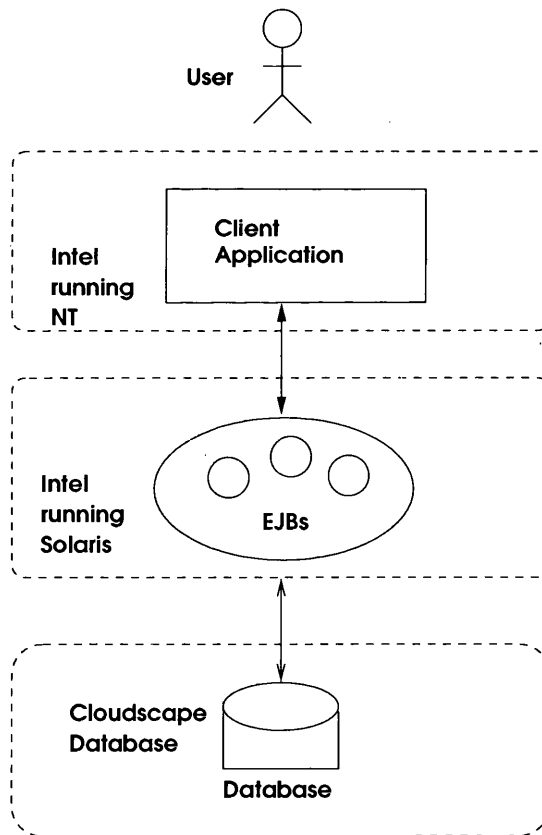 User
Client
Application
Intel
running
NT
Intel
running
Solaris
EJBs
Cloudscape
Database
Database